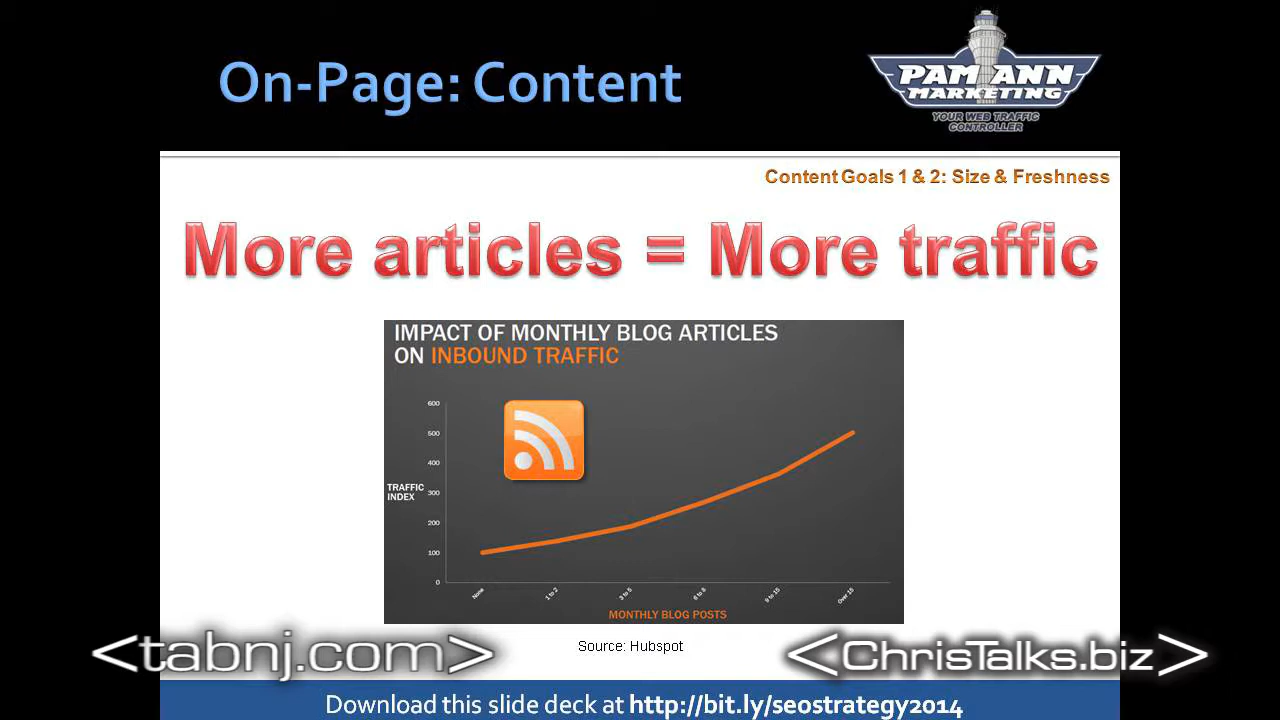 On-Page: Content
PAM ANN
MARKETING
YOUR WEB TRAFFIC
CONTROLLER
Content Goals 1 & 2: Size & Freshness
More articles = More traffic
IMPACT OF MONTHLY BLOG ARTICLES
ON INBOUND TRAFFIC
600
500
400
TRAFFIC
INDEX
300
200
100
0
None
1 to 2
3 to 5
6 to 8
9 to 15
Over 15
MONTHLY BLOG POSTS
Source: Hubspot
<tabnj.com>
<ChrisTalks.biz>
Download this slide deck at http://bit.ly/seostrategy2014